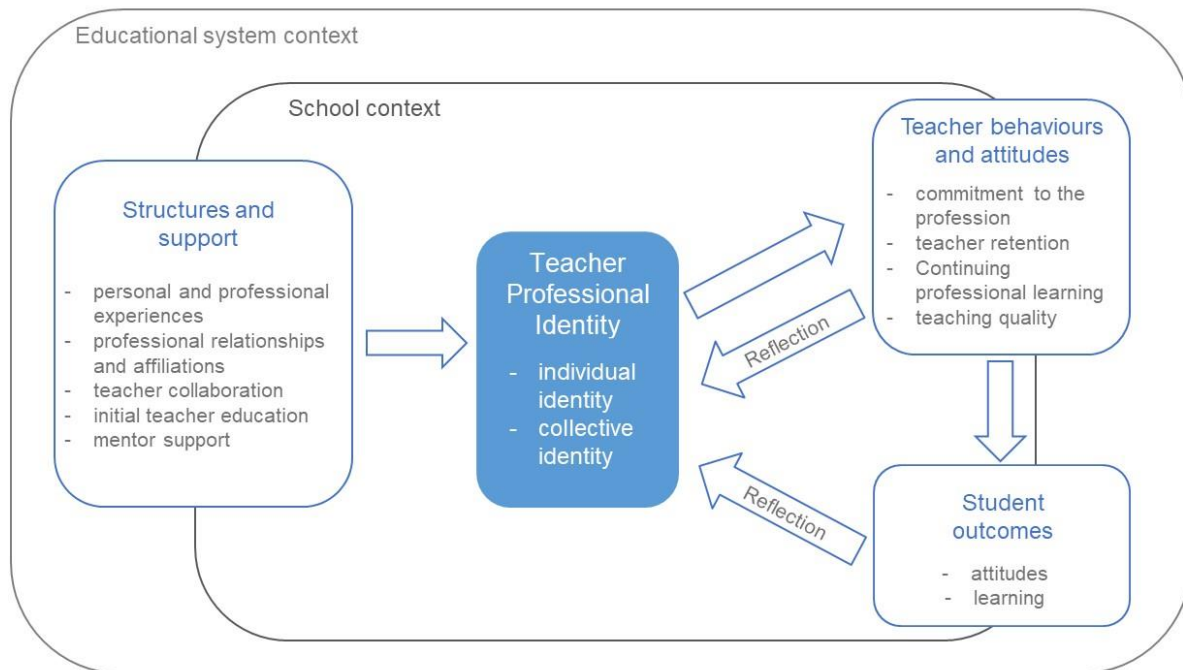 Educational system context
School context
Structures and
support
- personal and professional
experiences
- professional relationships
and affiliations
- teacher collaboration
- initial teacher education
- mentor support
Teacher
Professional
Identity
- individual
identity
- collective
identity
Reflection
Reflection
Teacher behaviours
and attitudes
- commitment to the
profession
- teacher retention
- Continuing
professional learning
- teaching quality
Student
outcomes
- attitudes
- learning